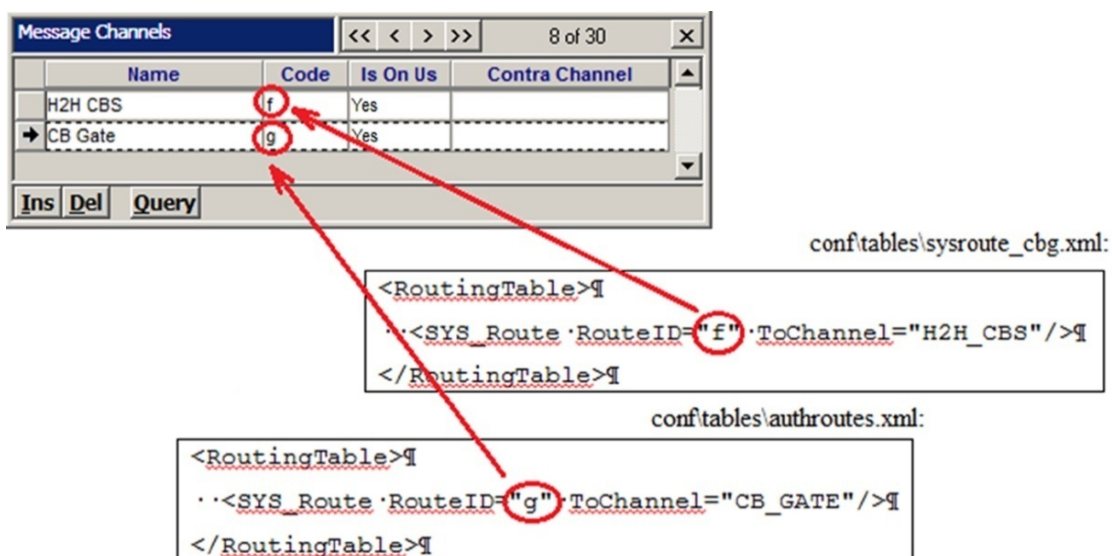 Message Channels << < > >> 8 of 30 ×
Name Code Is On Us Contra Channel
H2H CBS f Yes
CB Gate g Yes
Ins Del Query
conf\tables\sysroute_cbg.xml:
<RoutingTable>¶
··<SYS_Route·RouteID="f"·ToChannel="H2H_CBS"/>¶
</RoutingTable>¶
conf\tables\authroutes.xml:
<RoutingTable>¶
··<SYS_Route·RouteID="g"·ToChannel="CB_GATE"/>¶
</RoutingTable>¶